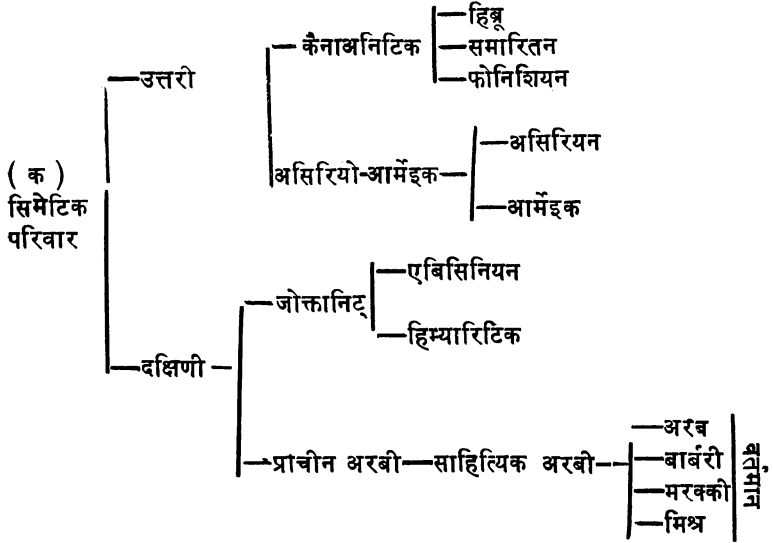 ( क )
सिमेटिक
परिवार
उत्तरी
कैनाअनिटिक
हिब्रू
समारितन
फोनिशियन
असिरियो-आर्मेइक
असिरियन
आर्मेइक
दक्षिणी
जोक्तानिट्
एबिसिनियन
हिम्यारिटिक
प्राचीन अरबी—साहित्यिक अरबी
अरब
बार्बरी
मरक्की
मिश्र
वर्तमान